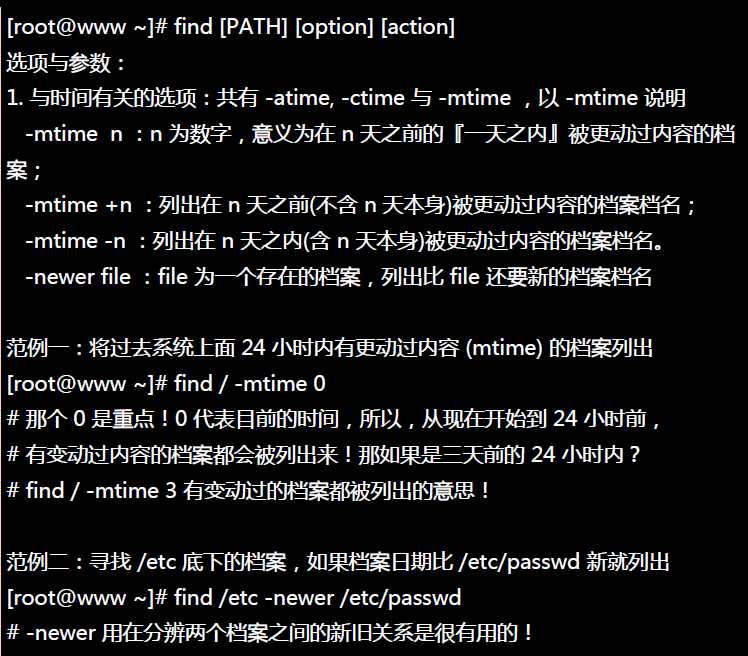 [root@www ~]# find [PATH] [option] [action]
选项与参数：
1. 与时间有关的选项：共有 -atime, -ctime 与 -mtime ，以 -mtime 说明
-mtime  n ：n 为数字，意义为在 n 天之前的『一天之内』被更动过内容的档
案；
-mtime +n ：列出在 n 天之前(不含 n 天本身)被更动过内容的档案档名；
-mtime -n ：列出在 n 天之内(含 n 天本身)被更动过内容的档案档名。
-newer file ：file 为一个存在的档案，列出比 file 还要新的档案档名
范例一：将过去系统上面 24 小时内有更动过内容 (mtime) 的档案列出
[root@www ~]# find / -mtime 0
# 那个 0 是重点！0 代表目前的时间，所以，从现在开始到 24 小时前，
# 有变动过内容的档案都会被列出来！那如果是三天前的 24 小时内？
# find / -mtime 3 有变动过的档案都被列出的意思！
范例二：寻找 /etc 底下的档案，如果档案日期比 /etc/passwd 新就列出
[root@www ~]# find /etc -newer /etc/passwd
# -newer 用在分辨两个档案之间的新旧关系是很有用的！